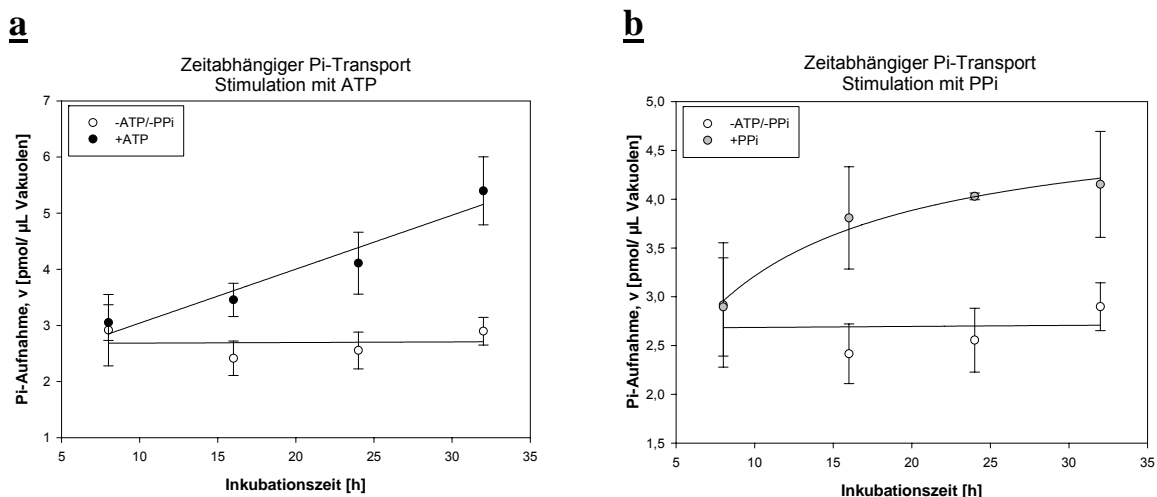 a
Zeitabhängiger Pi-Transport
Stimulation mit ATP
7
6
5
4
3
2
1
-ATP/-PPi
+ATP
Pi-Aufnahme, v [pmol/ µL Vakuolen]
5 10 15 20 25 30 35
Inkubationszeit [h]
b
Zeitabhängiger Pi-Transport
Stimulation mit PPi
5,0
4,5
4,0
3,5
3,0
2,5
2,0
1,5
-ATP/-PPi
+PPi
Pi-Aufnahme, v [pmol/ µL Vakuolen]
5 10 15 20 25 30 35
Inkubationszeit [h]